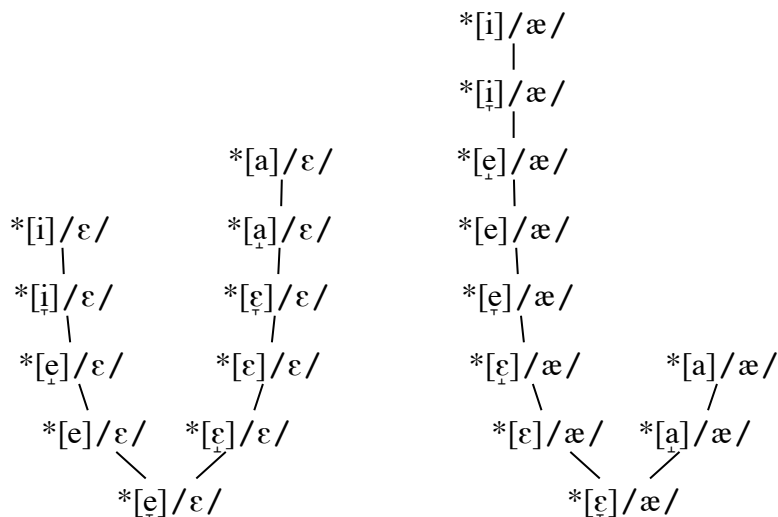 *[i]/æ/
*[i̞]/æ/
*[a]/ɛ/ *[e̝]/æ/
*[i]/ɛ/ *[a̝]/ɛ/ *[e]/æ/
*[i̞]/ɛ/ *[ɛ̞]/ɛ/ *[e̞]/æ/
*[e̝]/ɛ/ *[ɛ]/ɛ/ *[ɛ̝]/æ/ *[a]/æ/
*[e]/ɛ/ *[ɛ̝]/ɛ/ *[ɛ]/æ/ *[a̝]/æ/
*[e̞]/ɛ/ *[ɛ̞]/æ/